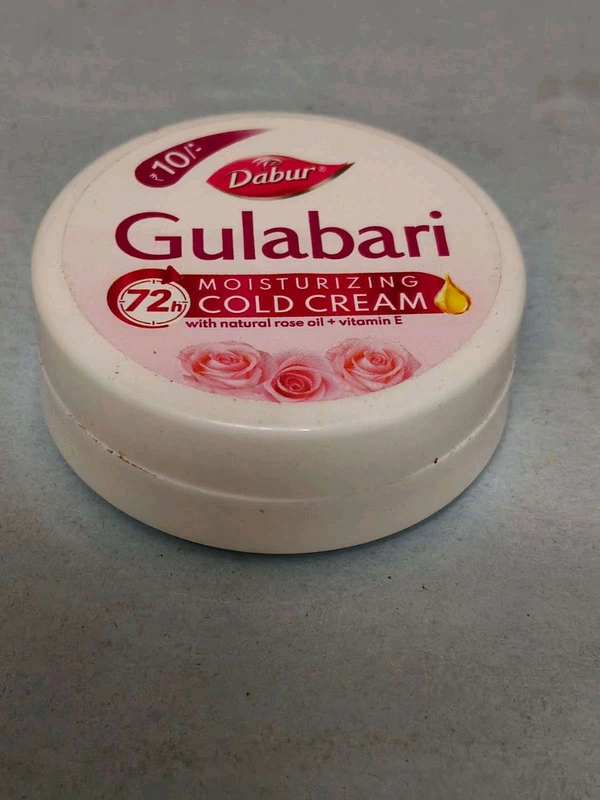 ₹ 10/-
Dabur®
Gulabari
72h
MOISTURIZING
COLD CREAM
with natural rose oil + vitamin E